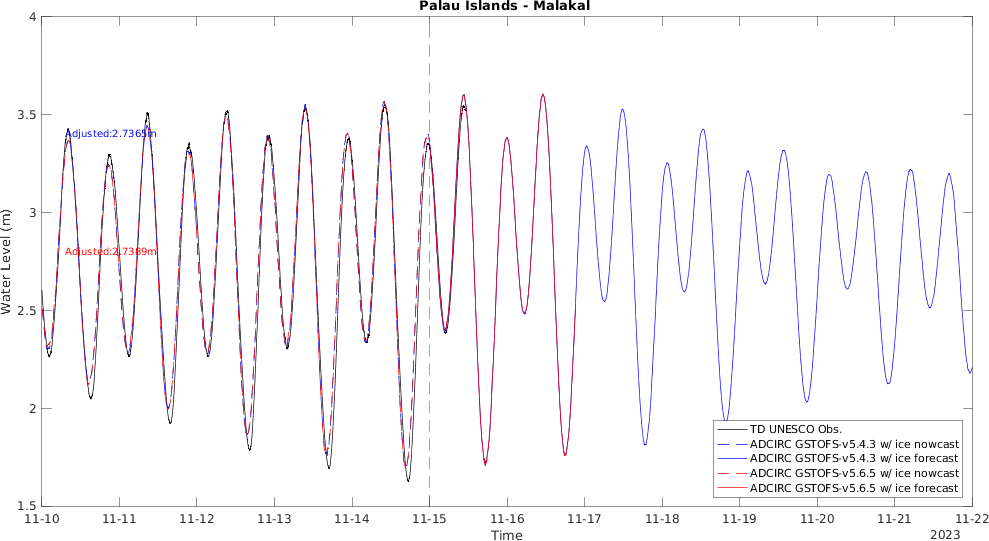 Palau Islands - Malakal
4
3.5
3
2.5
2
1.5
Water Level (m)
Adjusted:2.7365m
Adjusted:2.7389m
TD UNESCO Obs.
ADCIRC GSTOFS-v5.4.3 w/ ice nowcast
ADCIRC GSTOFS-v5.4.3 w/ ice forecast
ADCIRC GSTOFS-v5.6.5 w/ ice nowcast
ADCIRC GSTOFS-v5.6.5 w/ ice forecast
11-10 11-11 11-12 11-13 11-14 11-15 11-16 11-17 11-18 11-19 11-20 11-21 11-22
Time
2023